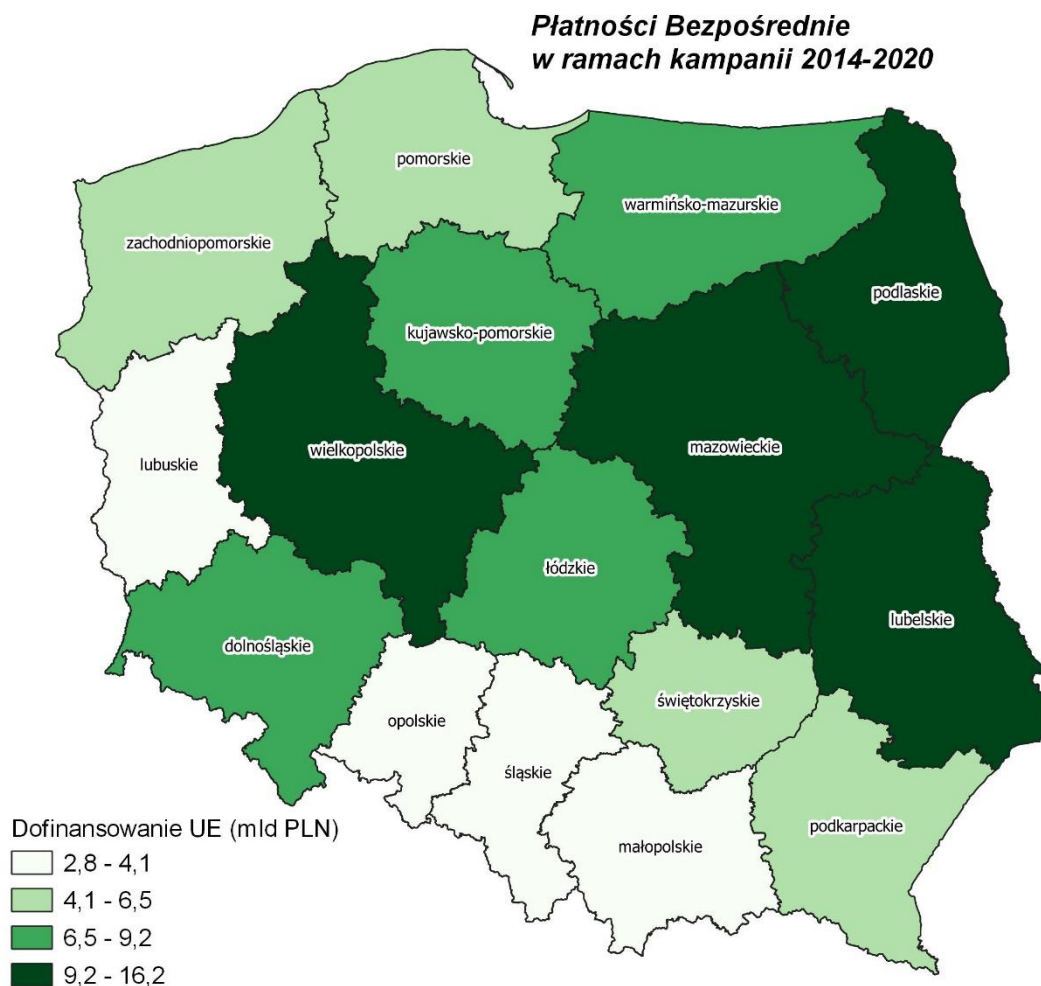 Płatności Bezpośrednie
w ramach kampanii 2014-2020
pomorskie
warmińsko-mazurskie
zachodniopomorskie
podlaskie
kujawsko-pomorskie
mazowieckie
wielkopolskie
lubuskie
łódzkie
lubelskie
dolnośląskie
świętokrzyskie
opolskie
śląskie
podkarpackie
małopolskie
Dofinansowanie UE (mld PLN)
2,8 - 4,1
4,1 - 6,5
6,5 - 9,2
9,2 - 16,2